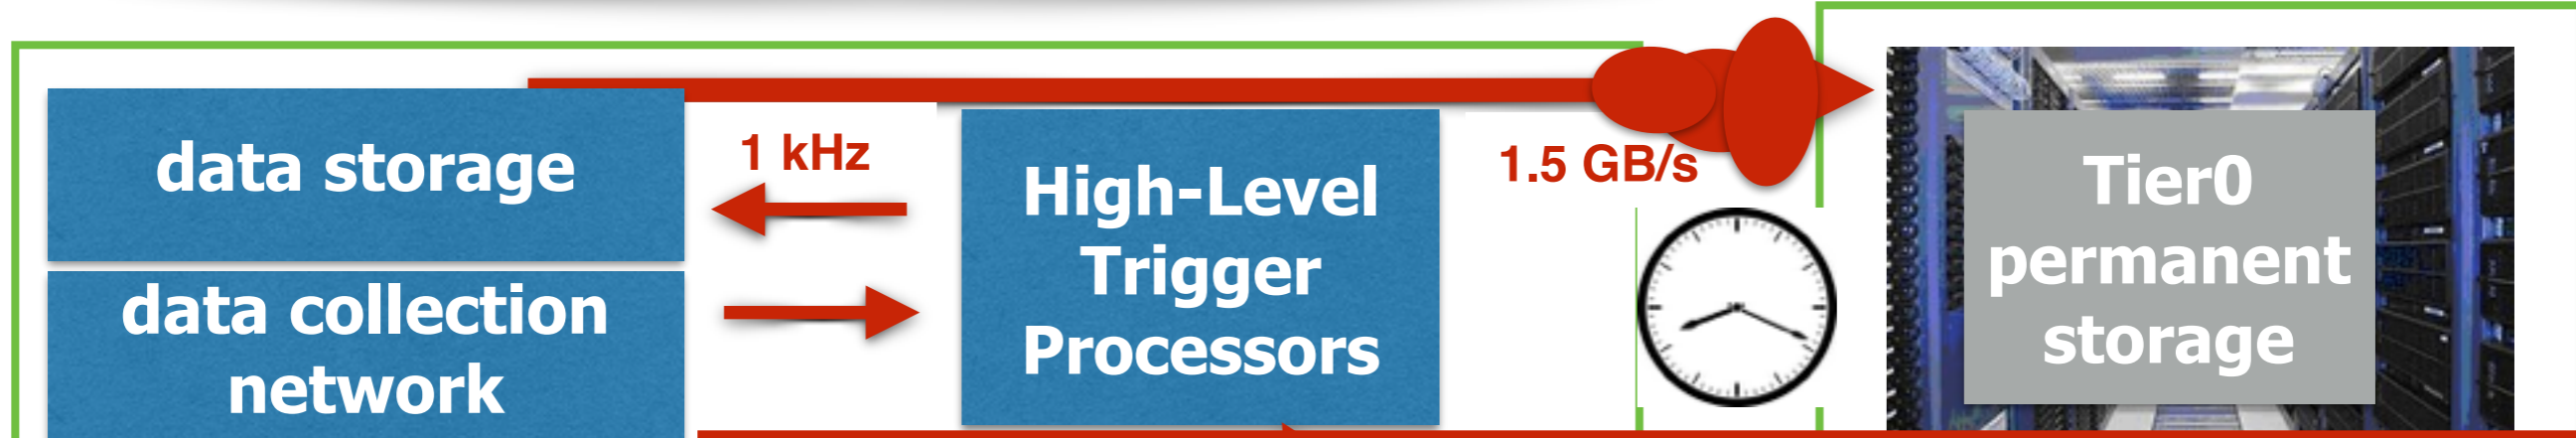 data storage
1 kHz
High-Level
Trigger
Processors
1.5 GB/s
Tier0
permanent
storage
data collection
network